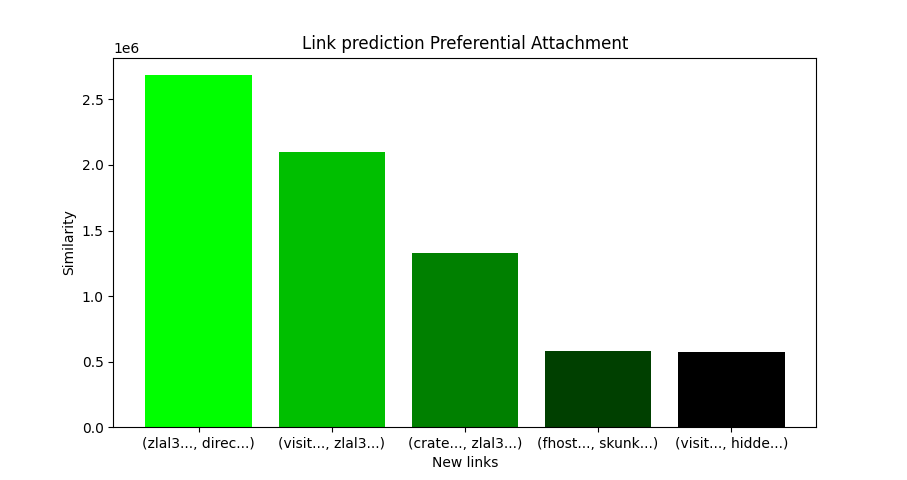 Link prediction Preferential Attachment
1e6
2.5
2.0
1.5
1.0
0.5
0.0
Similarity
(zlal3..., direc...) (visit..., zlal3...) (crate..., zlal3...) (fhost..., skunk...) (visit..., hidde...)
New links